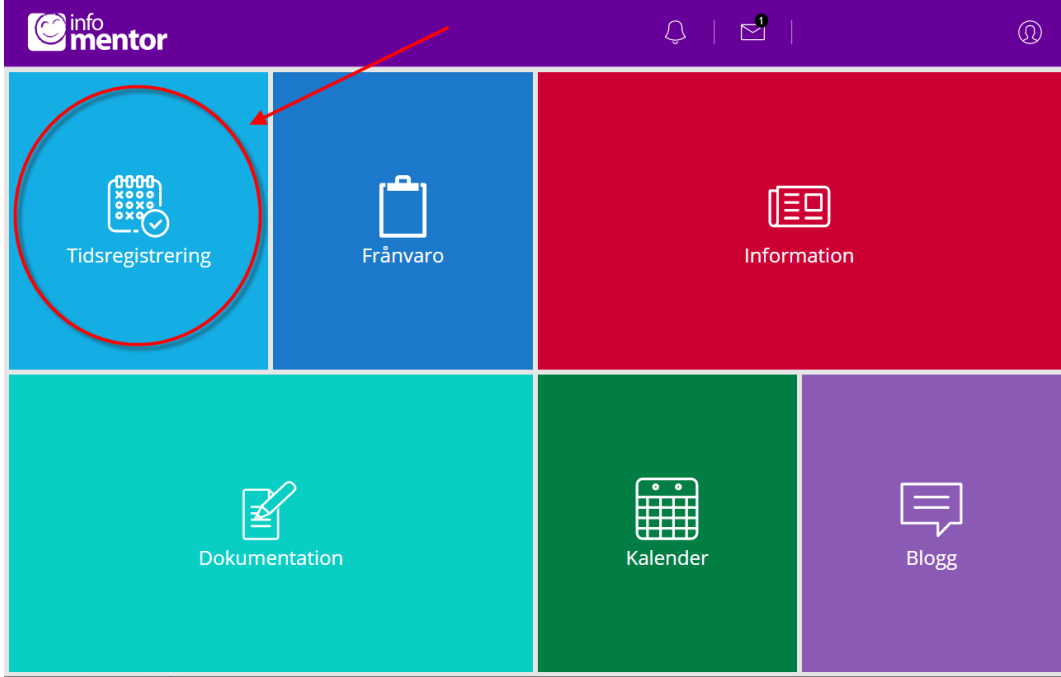 info
mentor
1
Tidsregistrering
Frånvaro
Information
Dokumentation
Kalender
Blogg